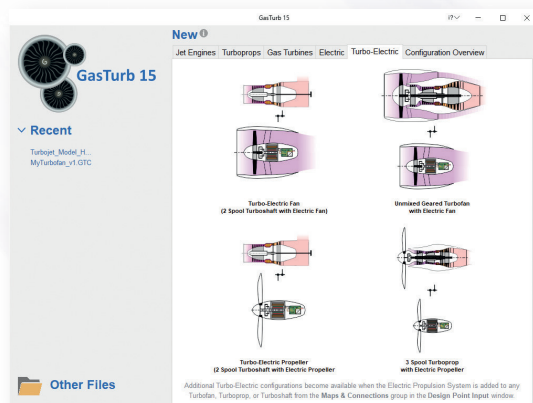 GasTurb 15
New
Jet Engines Turboprops Gas Turbines Electric Turbo-Electric Configuration Overview
GasTurb 15
Recent
Turbojet_Model_H...
MyTurbofan_v1.GTC
Turbo-Electric Fan
(2 Spool Turboshaft with Electric Fan)
Unmixed Geared Turbofan
with Electric Fan
Turbo-Electric Propeller
(2 Spool Turboshaft with Electric Propeller
3 Spool Turboprop
with Electric Propeller
Other Files
Additional Turbo-Electric configurations become available when the Electric Propulsion System is added to any
Turbofan, Turboprop, or Turboshaft from the Maps & Connections group in the Design Point Input window.